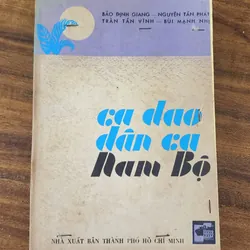 BẢO ĐỊNH GIANG - NGUYỄN TẤN PHÁT
TRẦN TẤN VĨNH - BÙI MẠNH NHỊ
ca dao
dân ca
Nam Bộ
NHÀ XUẤT BẢN THÀNH PHỐ HỒ CHÍ MINH